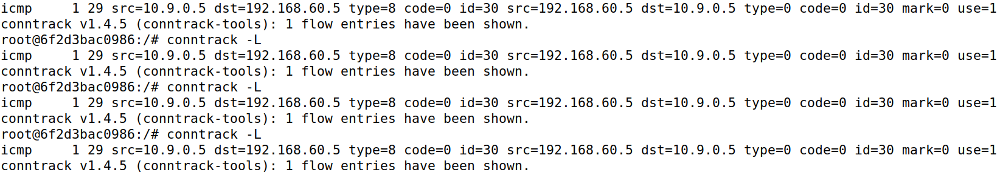 icmp     1 29 src=10.9.0.5 dst=192.168.60.5 type=8 code=0 id=30 src=192.168.60.5 dst=10.9.0.5 type=0 code=0 id=30 mark=0 use=1
conntrack v1.4.5 (conntrack-tools): 1 flow entries have been shown.
root@6f2d3bac0986:/# conntrack -L
icmp     1 29 src=10.9.0.5 dst=192.168.60.5 type=8 code=0 id=30 src=192.168.60.5 dst=10.9.0.5 type=0 code=0 id=30 mark=0 use=1
conntrack v1.4.5 (conntrack-tools): 1 flow entries have been shown.
root@6f2d3bac0986:/# conntrack -L
icmp     1 29 src=10.9.0.5 dst=192.168.60.5 type=8 code=0 id=30 src=192.168.60.5 dst=10.9.0.5 type=0 code=0 id=30 mark=0 use=1
conntrack v1.4.5 (conntrack-tools): 1 flow entries have been shown.
root@6f2d3bac0986:/# conntrack -L
icmp     1 29 src=10.9.0.5 dst=192.168.60.5 type=8 code=0 id=30 src=192.168.60.5 dst=10.9.0.5 type=0 code=0 id=30 mark=0 use=1
conntrack v1.4.5 (conntrack-tools): 1 flow entries have been shown.